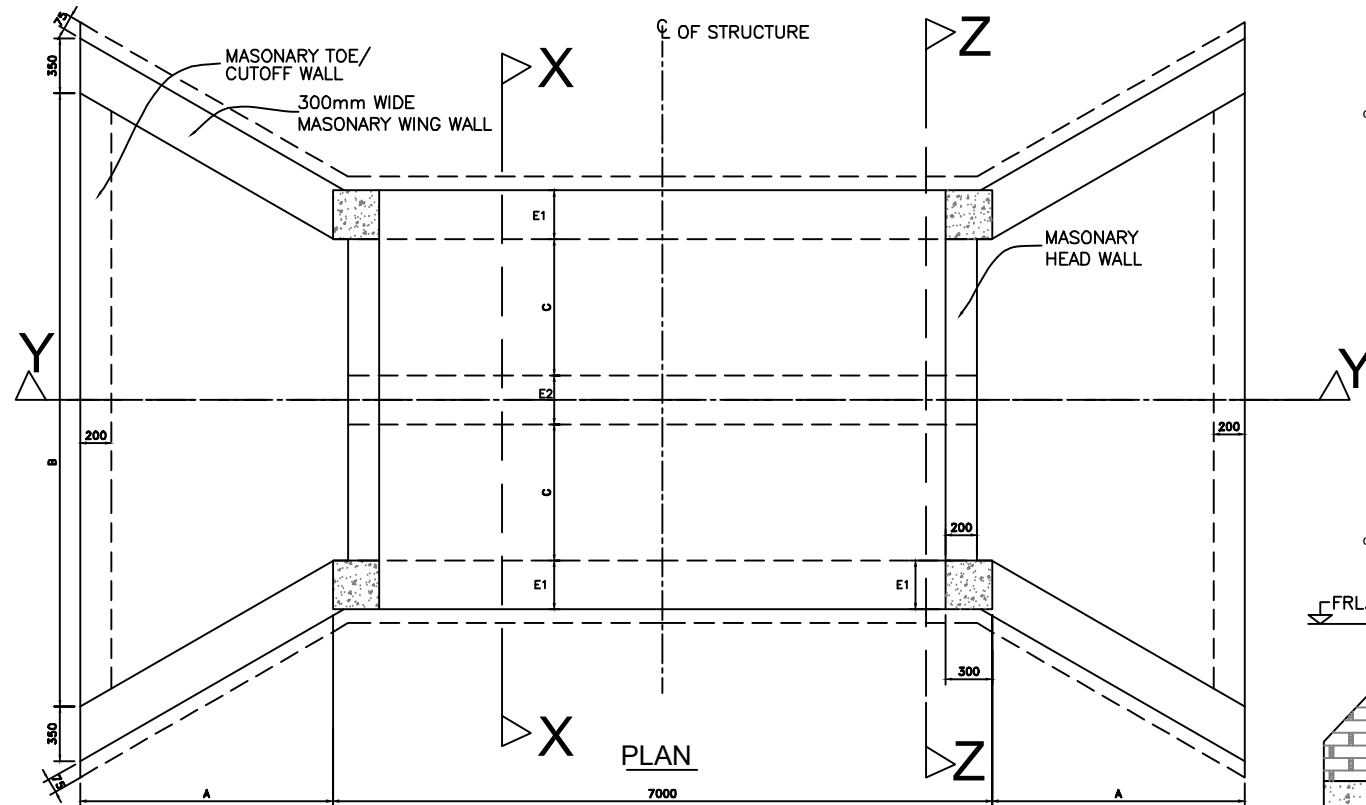 75
350
MASONARY TOE/
CUTOFF WALL
300mm WIDE
MASONARY WING WALL
X
℄ OF STRUCTURE
Z
E1
MASONARY
HEAD WALL
C
Y
Y
E2
200
200
B
C
200
E1
E1
FRL
300
350
75
X
Z
PLAN
A
7000
A